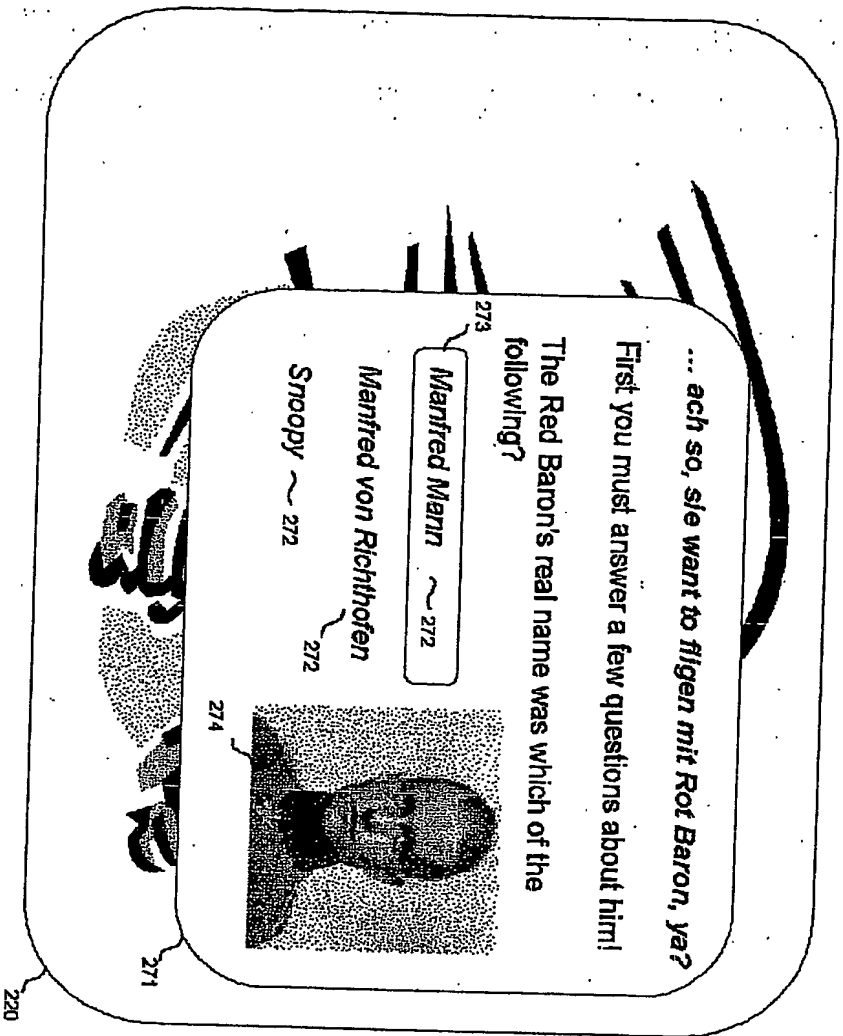 ... ach so, sie want to fligen mit Rot Baron, ya?
First you must answer a few questions about him!
The Red Baron's real name was which of the
following?
273
Manfred Mann 272
Manfred von Richthofen
272
Snoopy 272
274
271
220